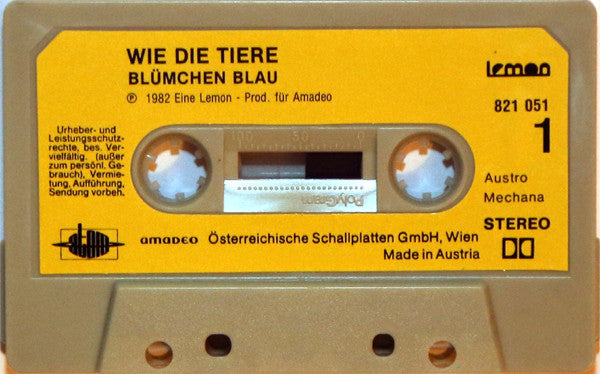 WIE DIE TIERE
BLÜMCHEN BLAU
Ⓟ 1982 Eine Lemon - Prod. für Amadeo
lemon
821 051
1
Urheber- und
Leistungsschutz-
rechte, bes. Ver-
vielfältig. (außer
zum persönl. Ge-
brauch), Vermie-
tung, Aufführung,
Sendung vorbeh.
100 50 0
PolyGram
Austro
Mechana
STEREO
atom
amadeo Österreichische Schallplatten GmbH, Wien
Made in Austria